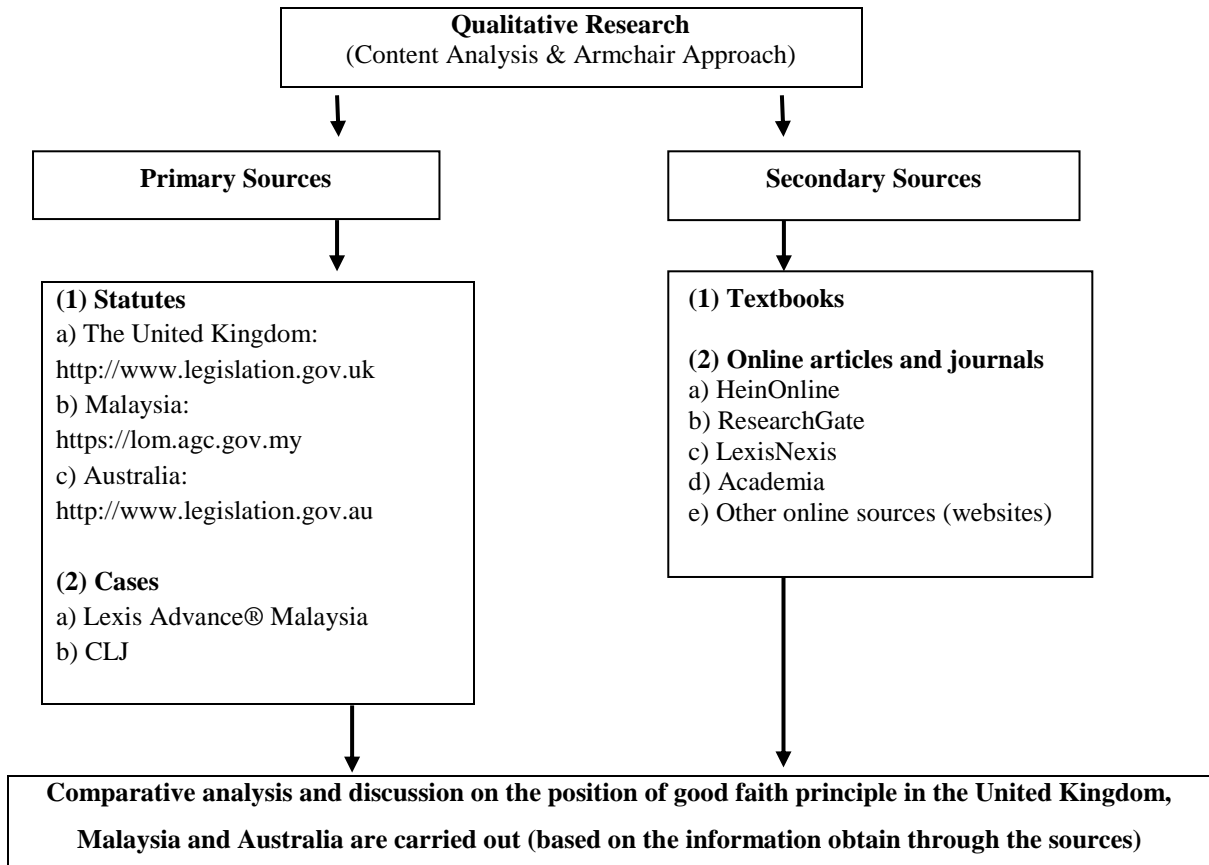 Qualitative Research
(Content Analysis & Armchair Approach)
Primary Sources
Secondary Sources
(1) Statutes
a) The United Kingdom:
http://www.legislation.gov.uk
b) Malaysia:
https://lom.agc.gov.my
c) Australia:
http://www.legislation.gov.au
(2) Cases
a) Lexis Advance® Malaysia
b) CLJ
(1) Textbooks
(2) Online articles and journals
a) HeinOnline
b) ResearchGate
c) LexisNexis
d) Academia
e) Other online sources (websites)
Comparative analysis and discussion on the position of good faith principle in the United Kingdom,
Malaysia and Australia are carried out (based on the information obtain through the sources)